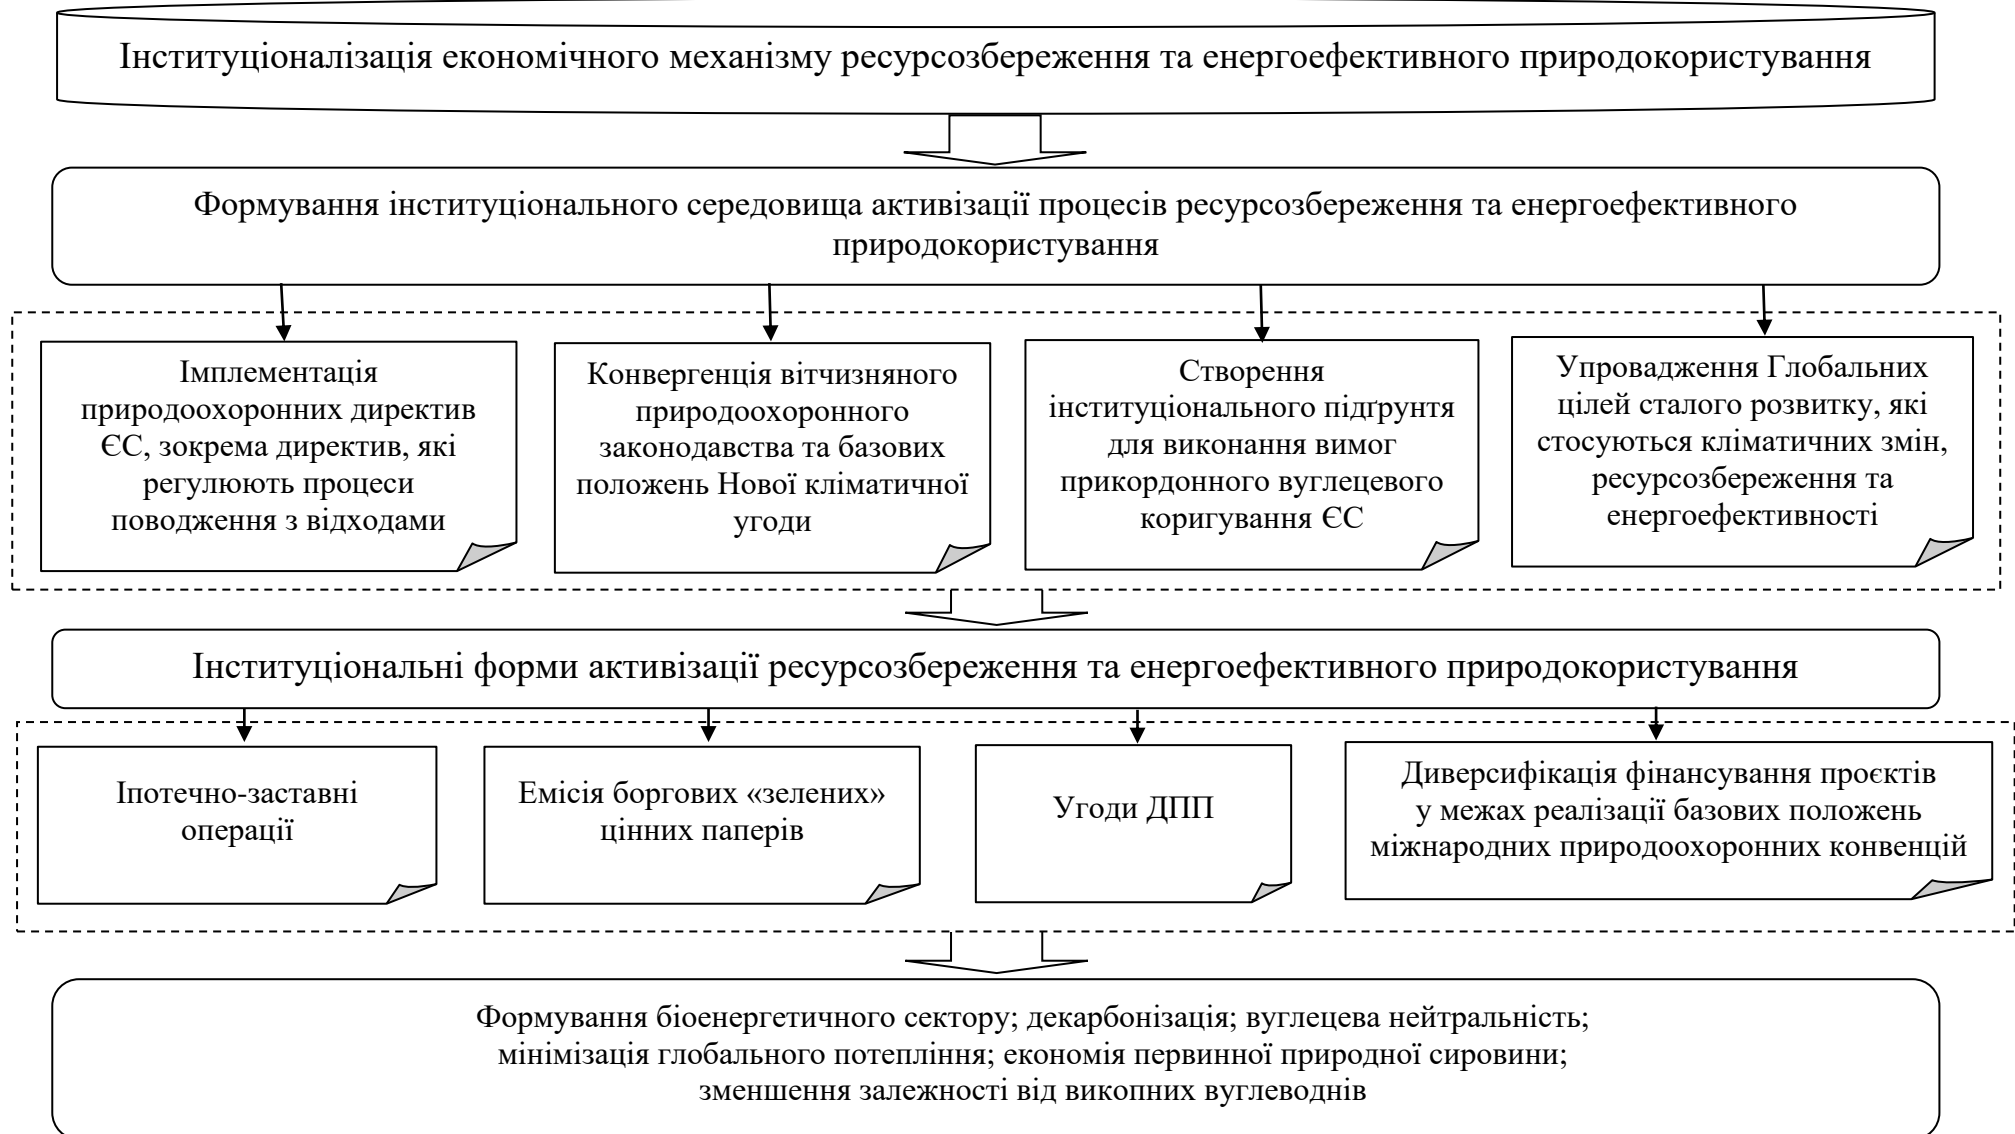 Інституціоналізація економічного механізму ресурсозбереження та енергоефективного природокористування
Формування інституціонального середовища активізації процесів ресурсозбереження та енергоефективного
природокористування
Імплементація
природоохоронних директив
ЄС, зокрема директив, які
регулюють процеси
поводження з відходами
Конвергенція вітчизняного
природоохоронного
законодавства та базових
положень Нової кліматичної
угоди
Створення
інституціонального підґрунтя
для виконання вимог
прикордонного вуглецевого
коригування ЄС
Упровадження Глобальних
цілей сталого розвитку, які
стосуються кліматичних змін,
ресурсозбереження та
енергоефективності
Інституціональні форми активізації ресурсозбереження та енергоефективного природокористування
Іпотечно-заставні
операції
Емісія боргових «зелених»
цінних паперів
Угоди ДПП
Диверсифікація фінансування проєктів
у межах реалізації базових положень
міжнародних природоохоронних конвенцій
Формування біоенергетичного сектору; декарбонізація; вуглецева нейтральність;
мінімізація глобального потепління; економія первинної природної сировини;
зменшення залежності від викопних вуглеводнів